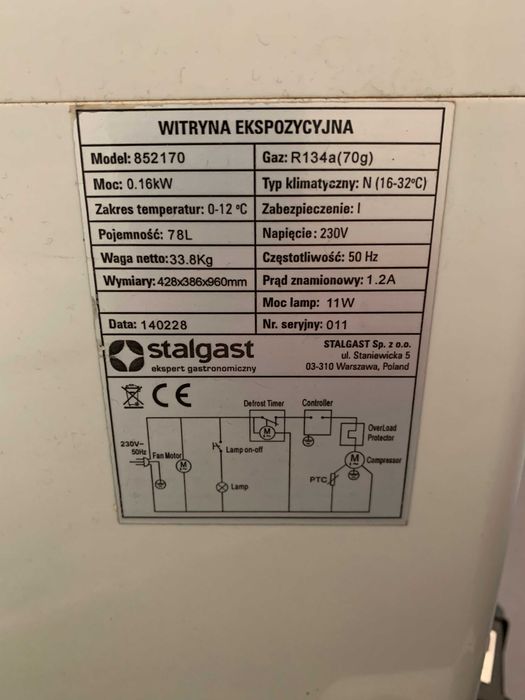 WITRYNA EKSPOZYCYJNA
Model: 852170 Gaz: R134a(70g)
Moc: 0.16kW Typ klimatyczny: N (16-32ºC)
Zakres temperatur: 0-12 ºC Zabezpieczenie: I
Pojemność: 78L Napięcie: 230V
Waga netto: 33.8Kg Częstotliwość: 50 Hz
Wymiary: 428x386x960mm Prąd znamionowy: 1.2A
Moc lamp: 11W
Data: 140228 Nr. seryjny: 011
stalgast
ekspert gastronomiczny
STALGAST Sp. z o.o.
ul. Staniewicka 5
03-310 Warszawa, Poland
CE
Defrost Timer Controller
OverLoad
Protector
230V~
50Hz
Fan Motor
M
Lamp on-off
Lamp
M
PTC
M
Compressor